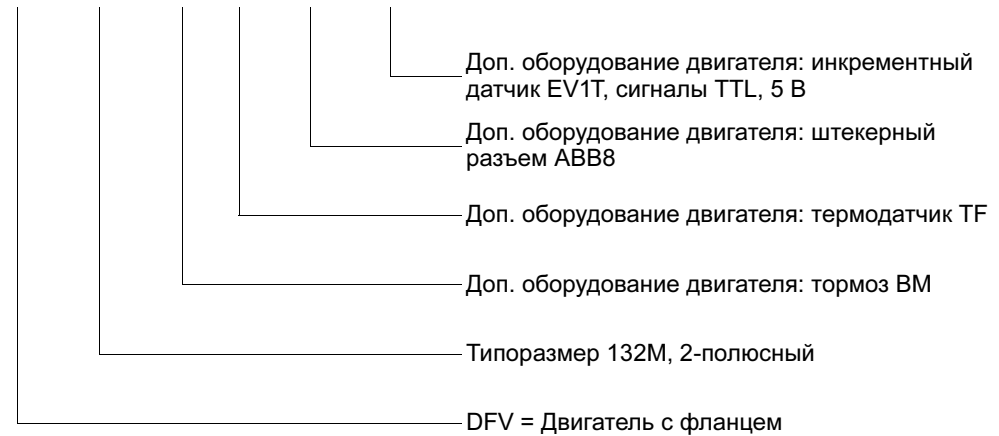 Доп. оборудование двигателя: инкрементный
датчик EV1T, сигналы TTL, 5 В
Доп. оборудование двигателя: штекерный
разъем ABB8
Доп. оборудование двигателя: термодатчик TF
Доп. оборудование двигателя: тормоз BM
Типоразмер 132M, 2-полюсный
DFV = Двигатель с фланцем